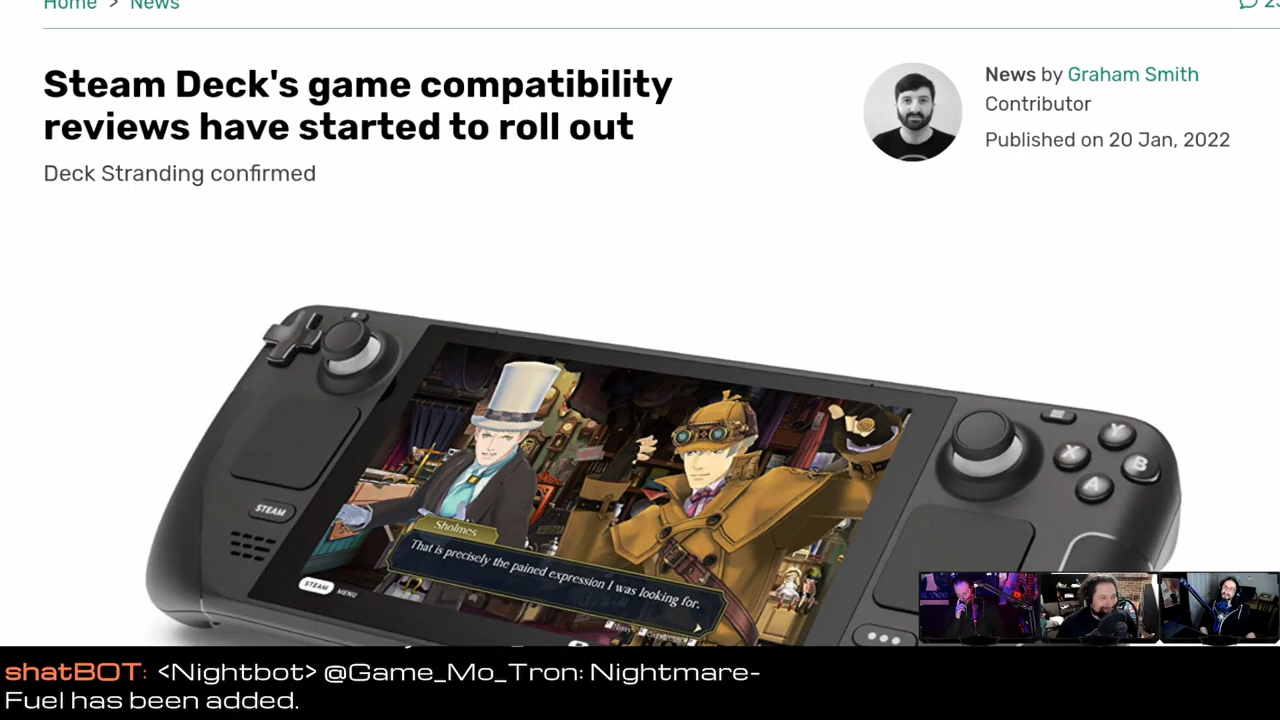 Home > News
Steam Deck's game compatibility
reviews have started to roll out
Deck Stranding confirmed
News by Graham Smith
Contributor
Published on 20 Jan, 2022
Y
X
B
A
STEAM
Sholmes
That is precisely the pained expression I was looking for.
STEAM MENU
shatBOT: <Nightbot> @Game_Mo_Tron: Nightmare-
Fuel has been added.